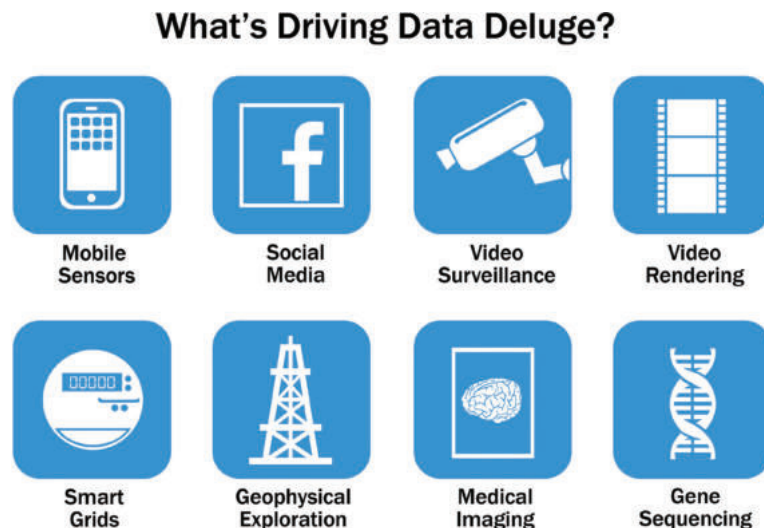 What's Driving Data Deluge?
Mobile
Sensors
Social
Media
Video
Surveillance
Video
Rendering
00000
Smart
Grids
Geophysical
Exploration
Medical
Imaging
Gene
Sequencing